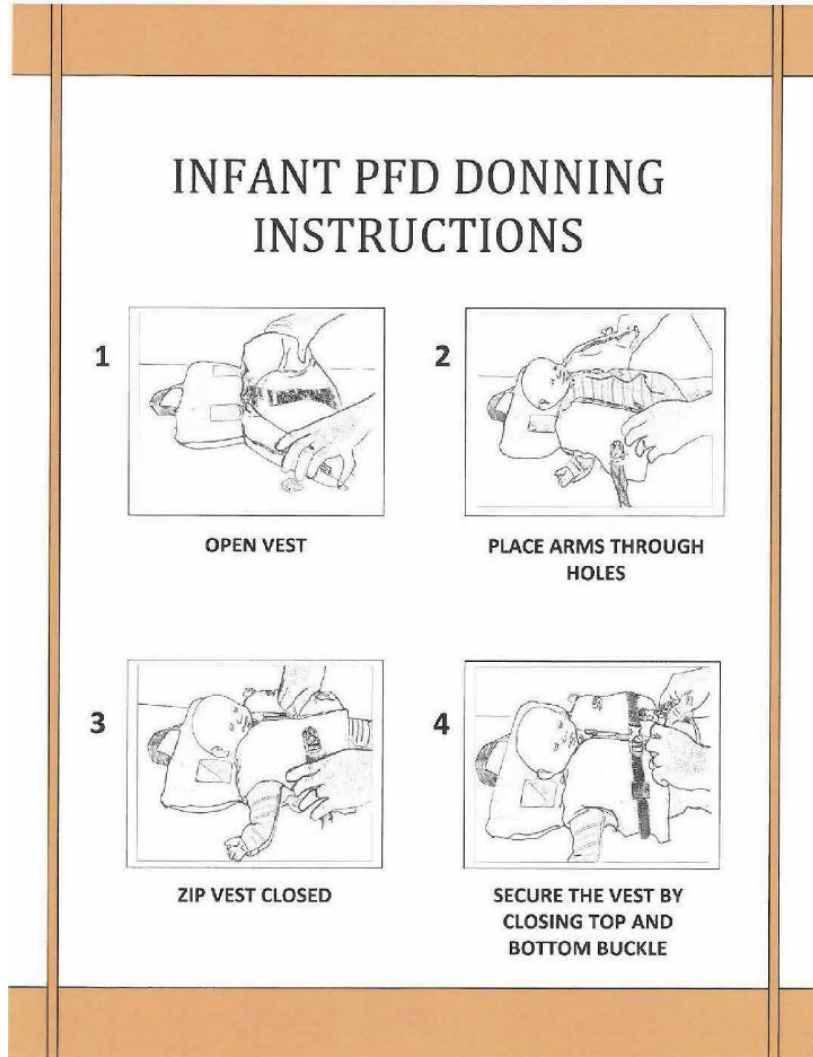 INFANT PFD DONNING
INSTRUCTIONS
1
2
OPEN VEST
PLACE ARMS THROUGH
HOLES
3
4
ZIP VEST CLOSED
SECURE THE VEST BY
CLOSING TOP AND
BOTTOM BUCKLE